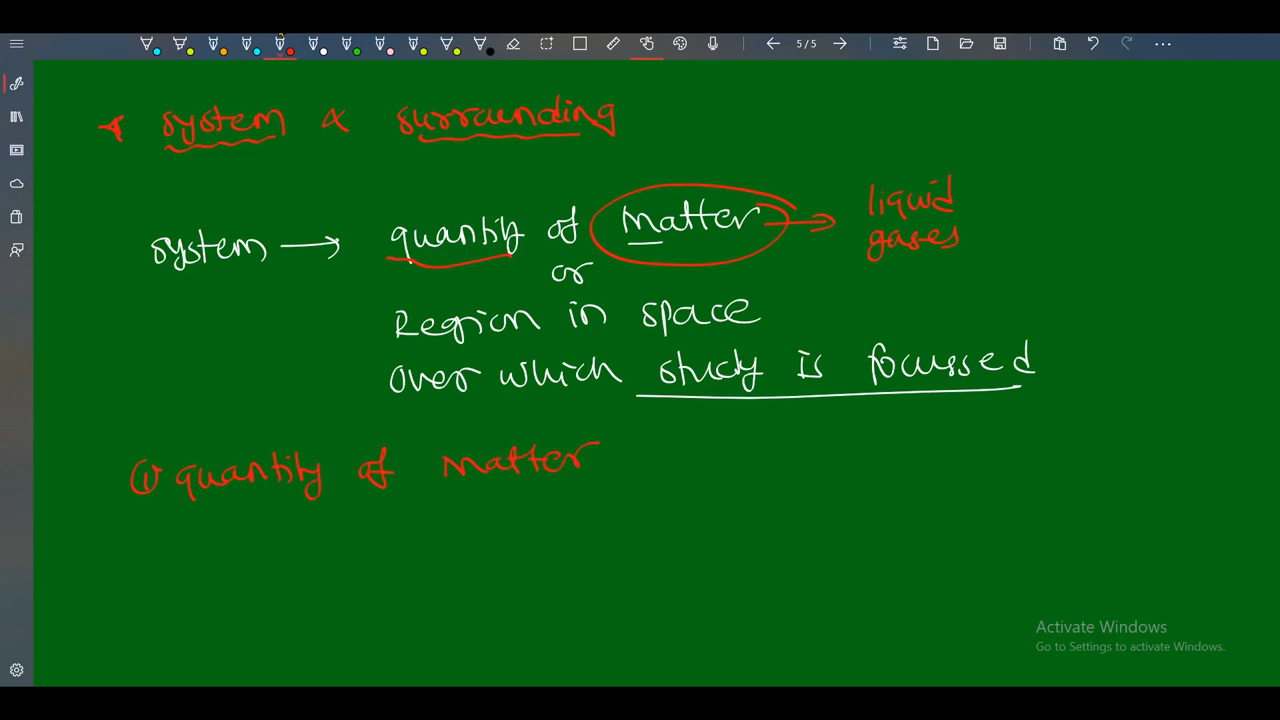 5/5
system & surrounding
system → quantity of matter → liquid
gases
or
Region in space
over which study is focussed
① quantity of matter
Activate Windows
Go to Settings to activate Windows.